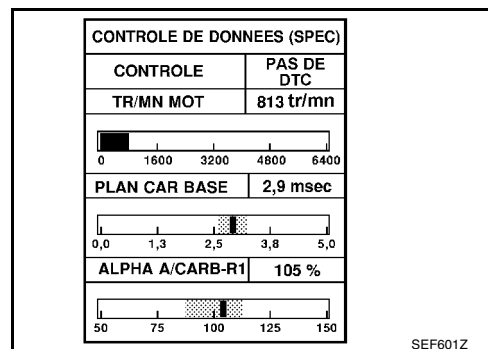 CONTROLE DE DONNEES (SPEC)
CONTROLE PAS DE DTC
TR/MN MOT 813 tr/mn
0 1600 3200 4800 6400
PLAN CAR BASE 2,9 msec
0,0 1,3 2,5 3,8 5,0
ALPHA A/CARB-R1 105 %
50 75 100 125 150
SEF601Z